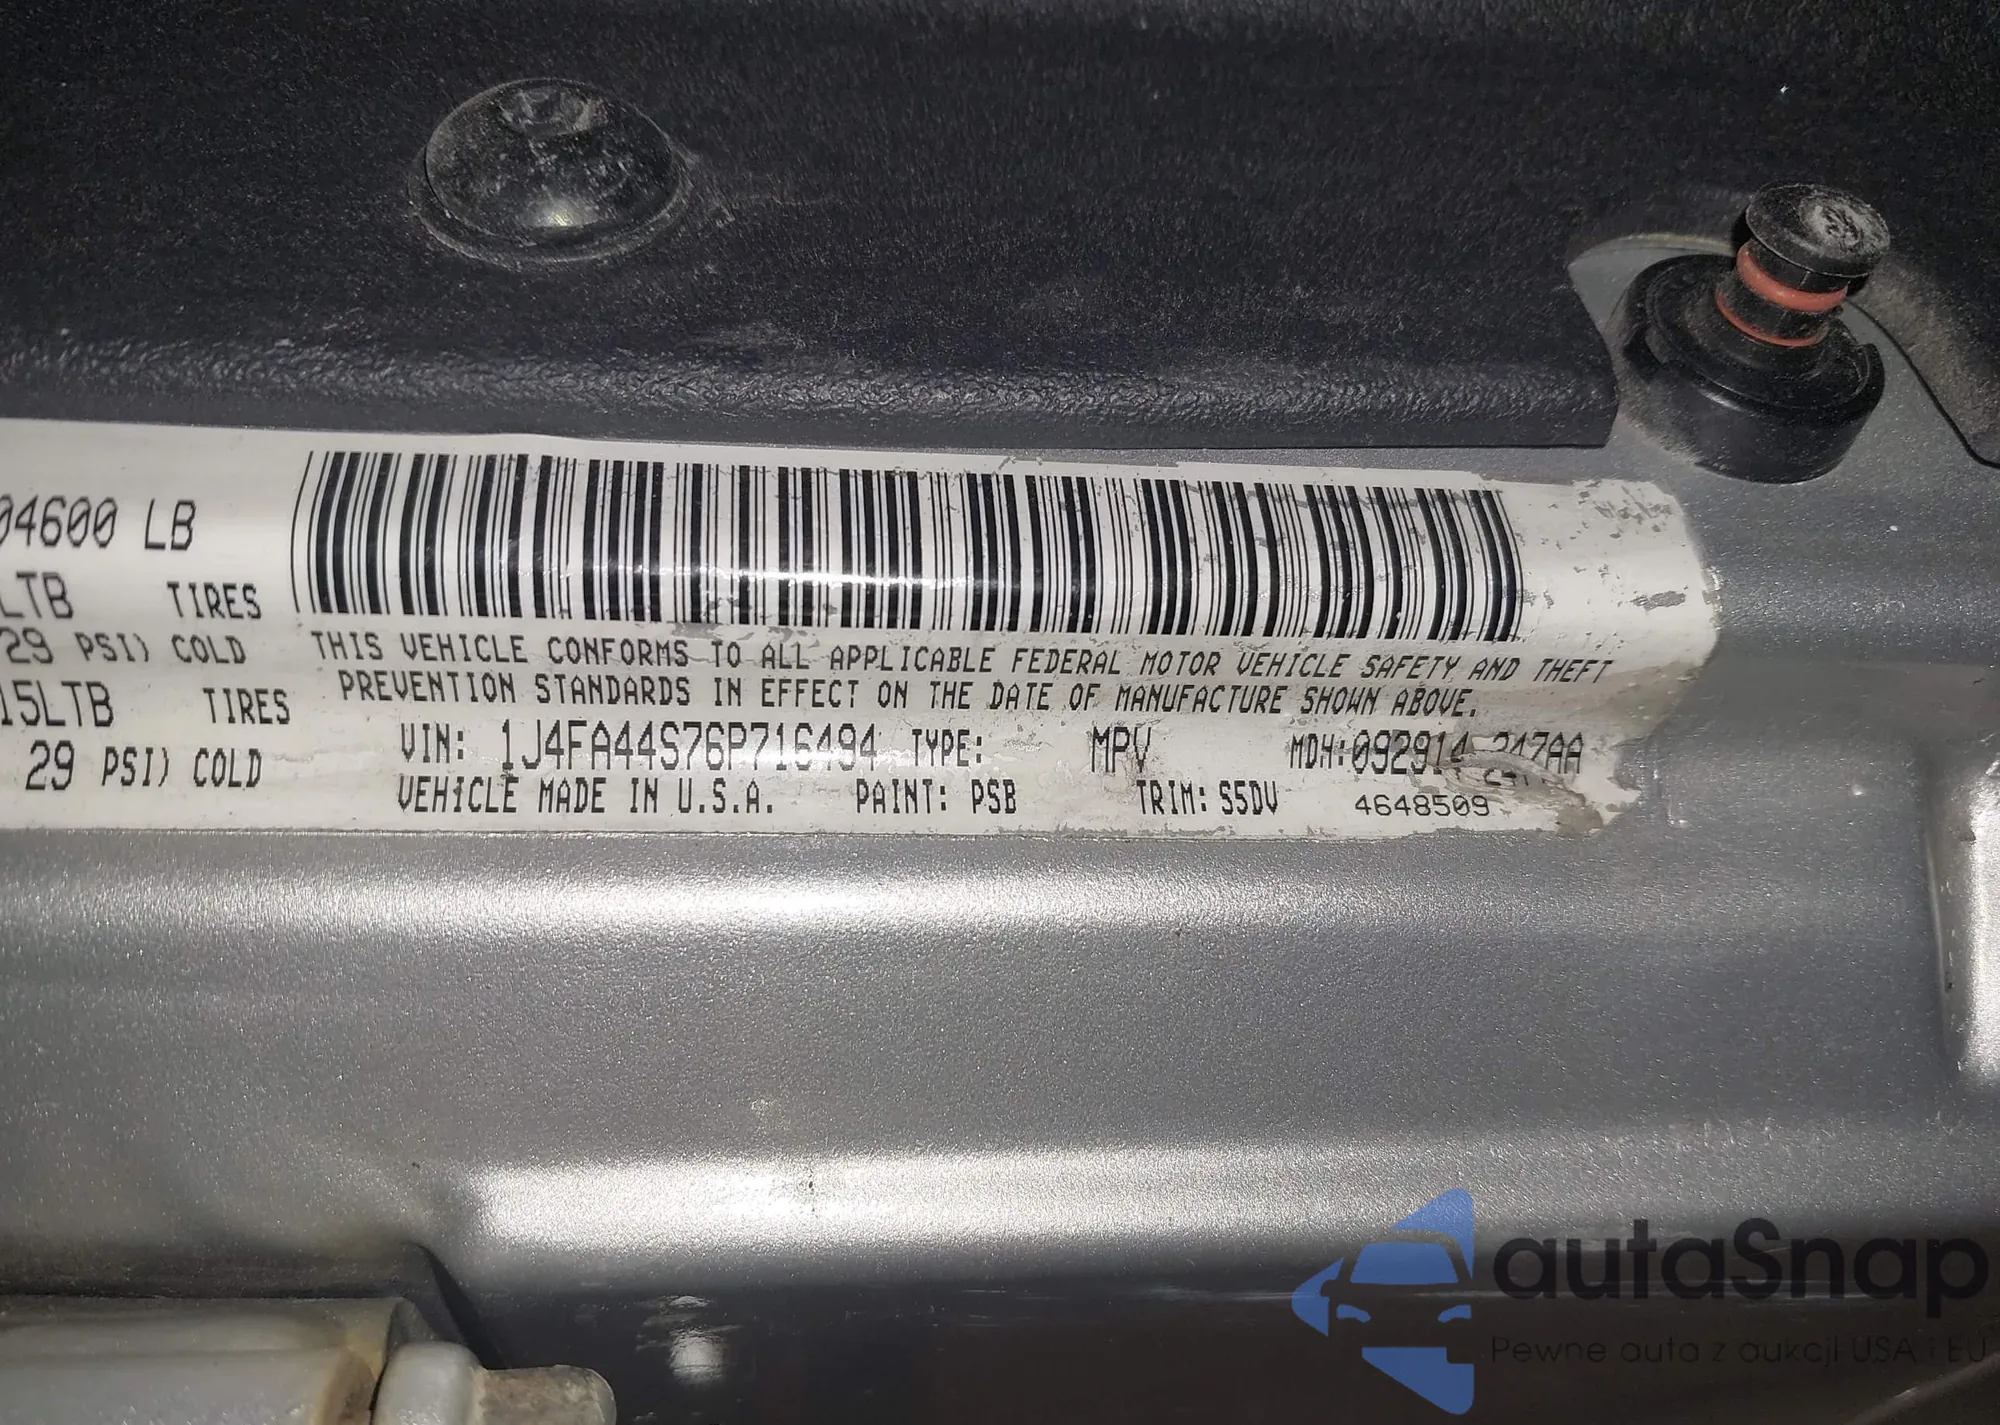 04600 LB
LTB TIRES
29 PSI) COLD
15LTB TIRES
29 PSI) COLD
THIS VEHICLE CONFORMS TO ALL APPLICABLE FEDERAL MOTOR VEHICLE SAFETY AND THEFT
PREVENTION STANDARDS IN EFFECT ON THE DATE OF MANUFACTURE SHOWN ABOVE.
VIN: 1J4FA44S76P716494 TYPE: MPV MDH:092914 247AA
VEHICLE MADE IN U.S.A. PAINT: PSB TRIM: S5DV 4648509
autaSnap
Pewne auta z aukcji USA i EU